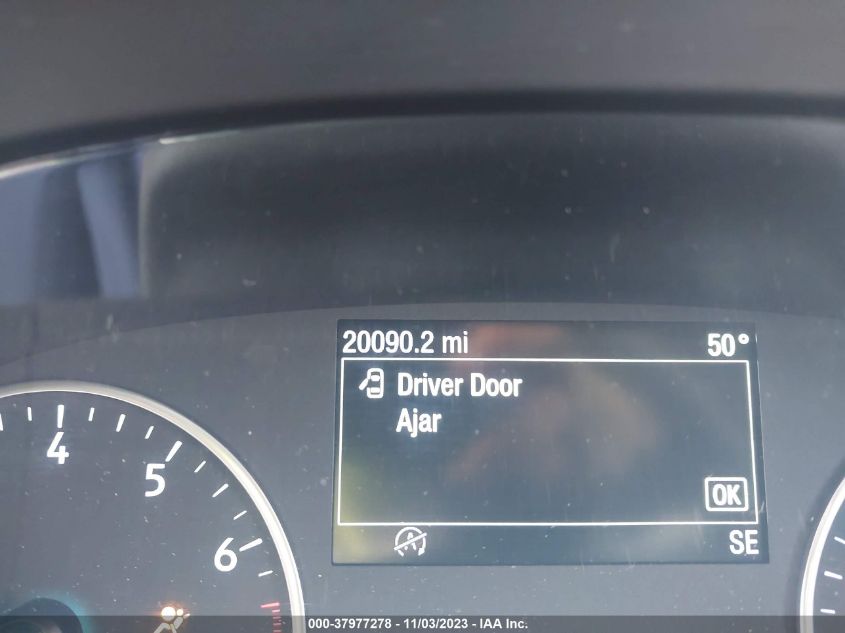 20090.2 mi 50°
Driver Door
Ajar
OK
SE
4
5
6
000-37977278 - 11/03/2023 - IAA Inc.